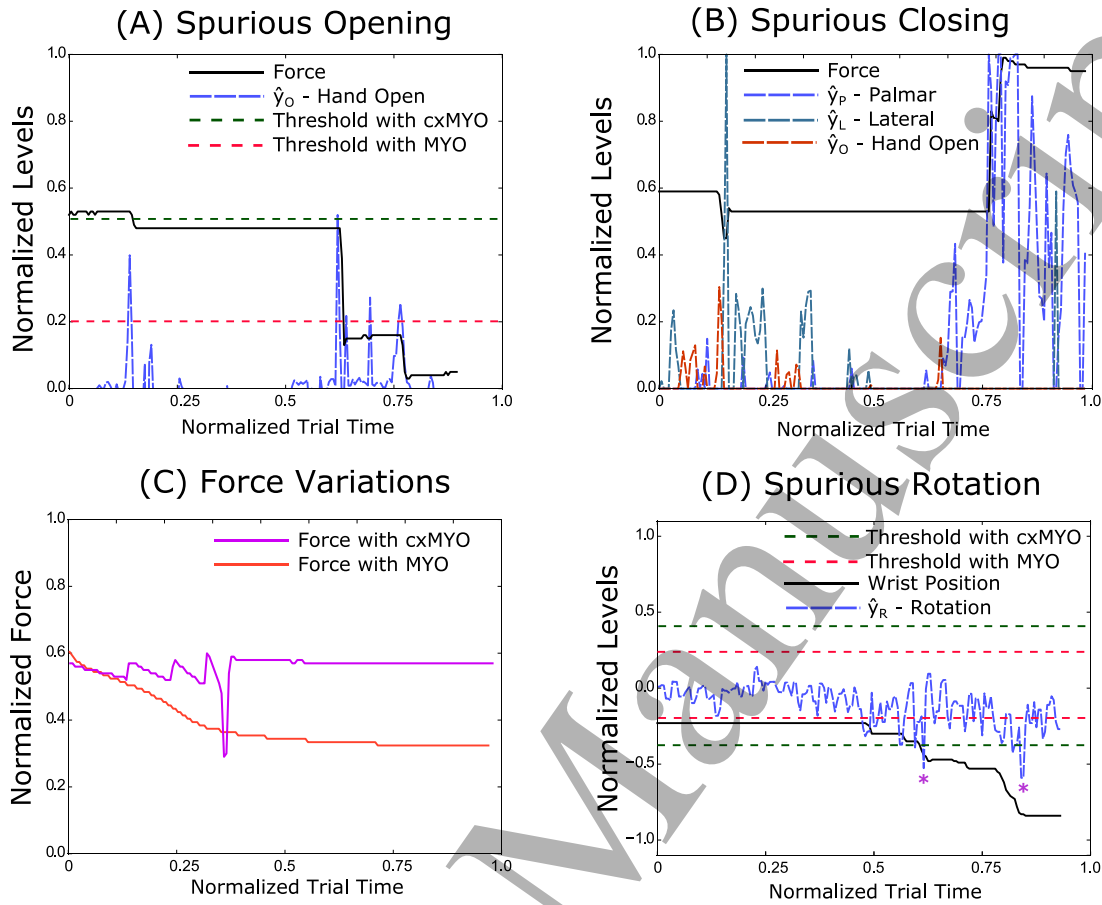 (A) Spurious Opening
Normalized Levels
1.0
0.8
0.6
0.4
0.2
0.0
Force
ŷO - Hand Open
Threshold with cxMYO
Threshold with MYO
0
0.25
0.5
0.75
1.0
Normalized Trial Time
(B) Spurious Closing
Normalized Levels
1.0
0.8
0.6
0.4
0.2
0.0
Force
ŷP - Palmar
ŷL - Lateral
ŷO - Hand Open
0
0.25
0.5
0.75
1.0
Normalized Trial Time
(C) Force Variations
Normalized Force
1.0
0.8
0.6
0.4
0.2
0.0
Force with cxMYO
Force with MYO
0
0.25
0.5
0.75
1.0
Normalized Trial Time
(D) Spurious Rotation
Normalized Levels
1.0
0.5
0.0
−0.5
−1.0
Threshold with cxMYO
Threshold with MYO
Wrist Position
ŷR - Rotation
*
*
0
0.25
0.5
0.75
1.0
Normalized Trial Time
Manuscrip